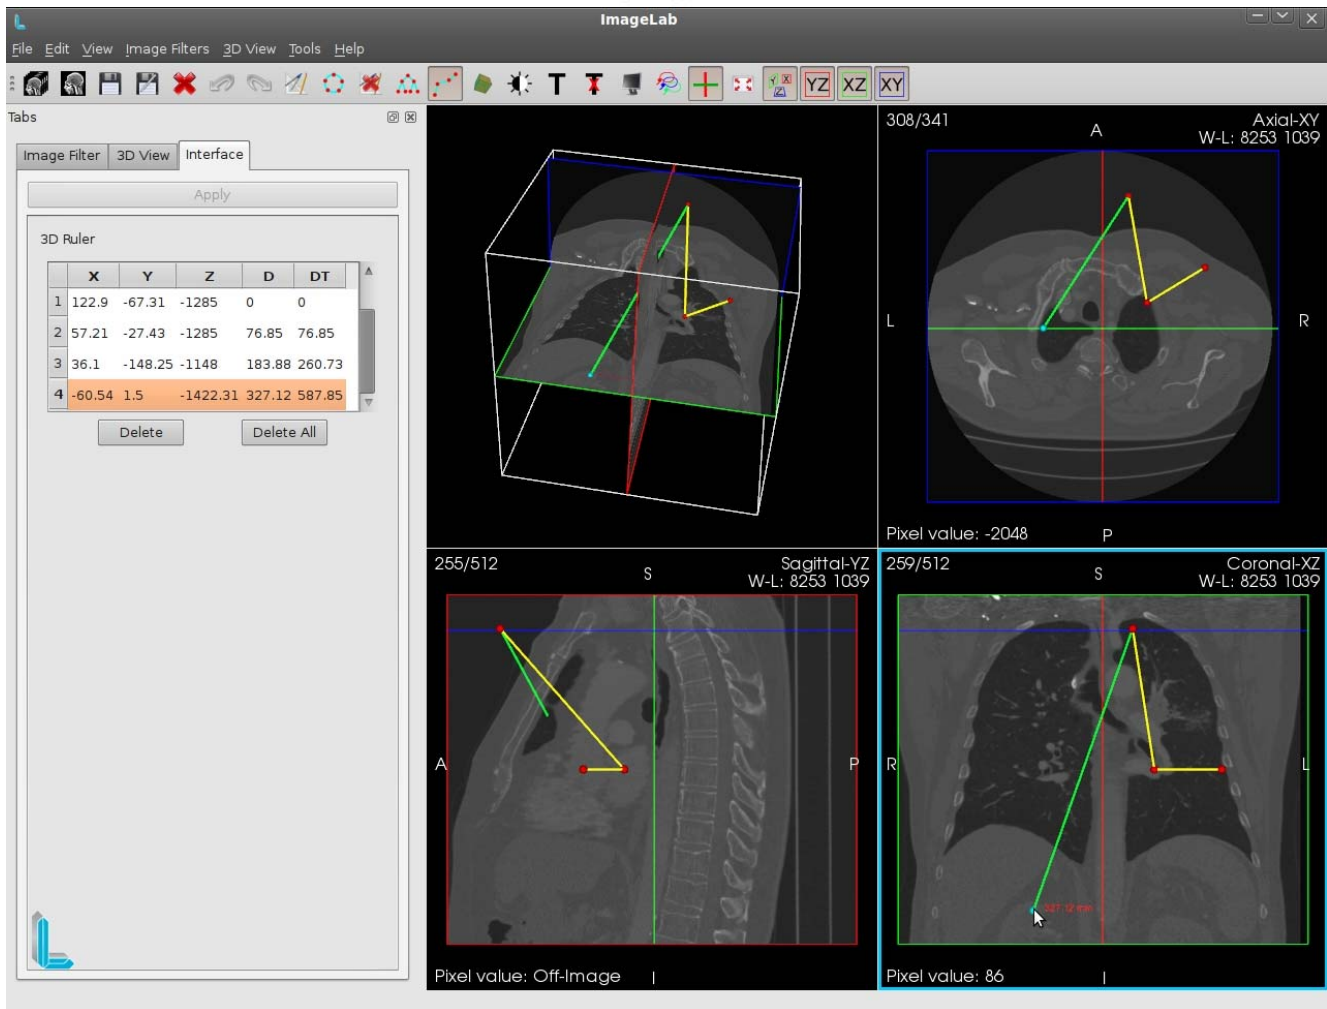 ImageLab
File Edit View Image Filters 3D View Tools Help
T YZ XZ XY
Tabs
Image Filter 3D View Interface
Apply
3D Ruler
X Y Z D DT
1 122.9 -67.31 -1285 0 0
2 57.21 -27.43 -1285 76.85 76.85
3 36.1 -148.25 -1148 183.88 260.73
4 -60.54 1.5 -1422.31 327.12 587.85
Delete Delete All
308/341 Axial-XY
A W-L: 8253 1039
L R
Pixel value: -2048 P
255/512 Sagittal-YZ
S W-L: 8253 1039
A P
Pixel value: Off-Image I
259/512 Coronal-XZ
S W-L: 8253 1039
R L
327.12 mm
Pixel value: 86 I